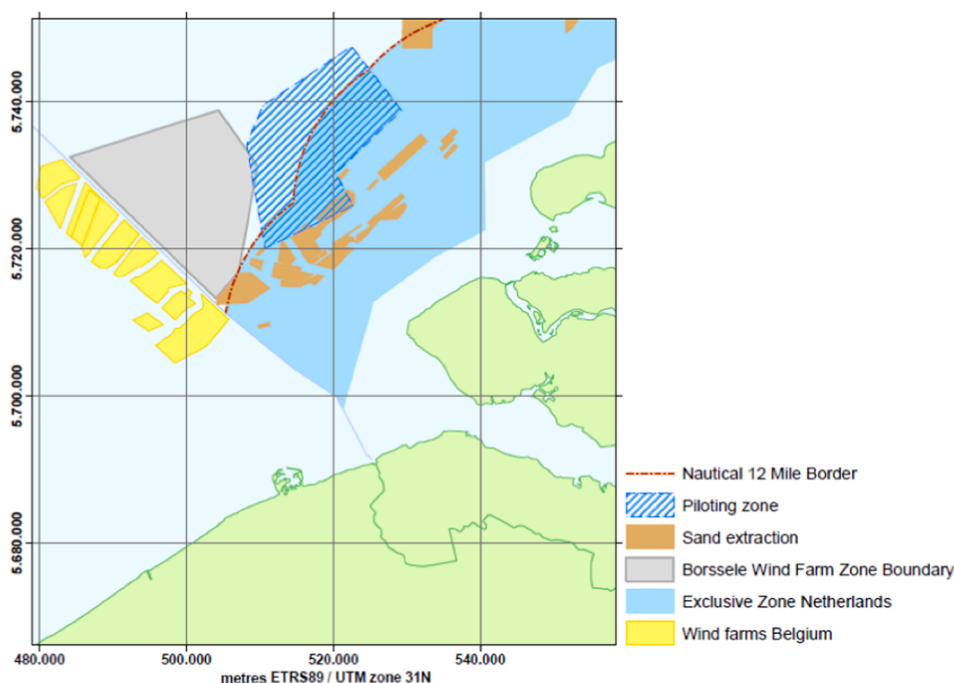 5.740.000
5.720.000
5.700.000
5.680.000
480.000 500.000 520.000 540.000
metres ETRS89 / UTM zone 31N
Nautical 12 Mile Border
Piloting zone
Sand extraction
Borssele Wind Farm Zone Boundary
Exclusive Zone Netherlands
Wind farms Belgium